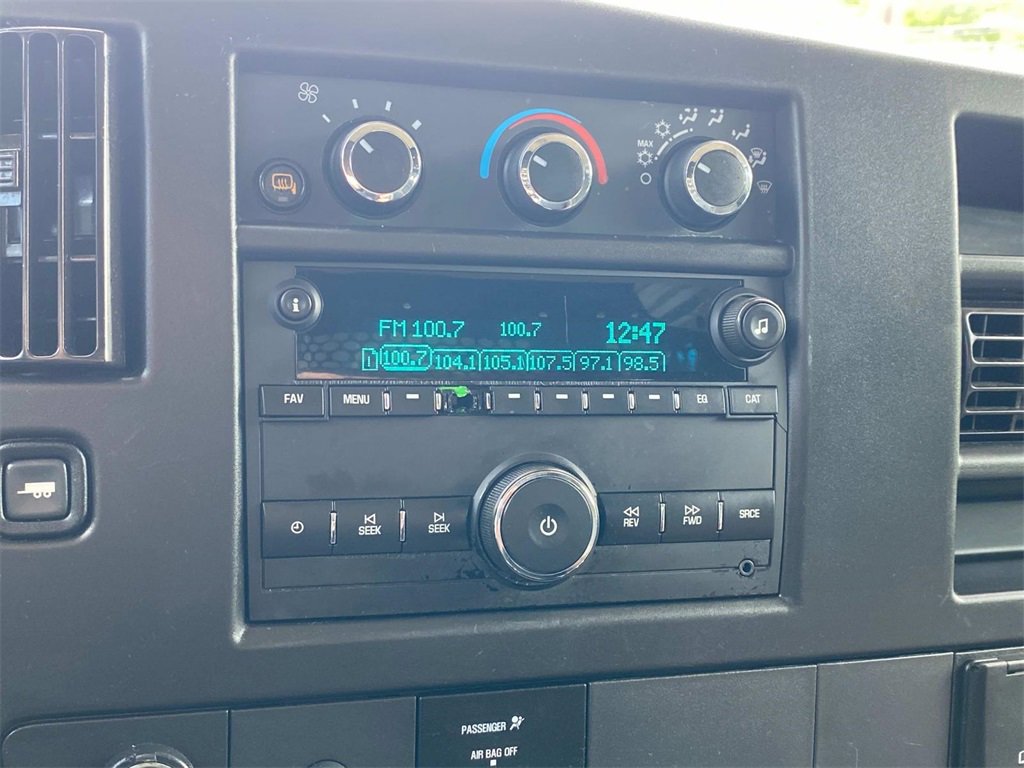 MAX
i
FM 100.7 100.7 12:47
1 100.7 104.1 105.1 107.5 97.1 98.5
FAV MENU EQ CAT
SEEK SEEK REV FWD SRCE
PASSENGER
AIR BAG OFF